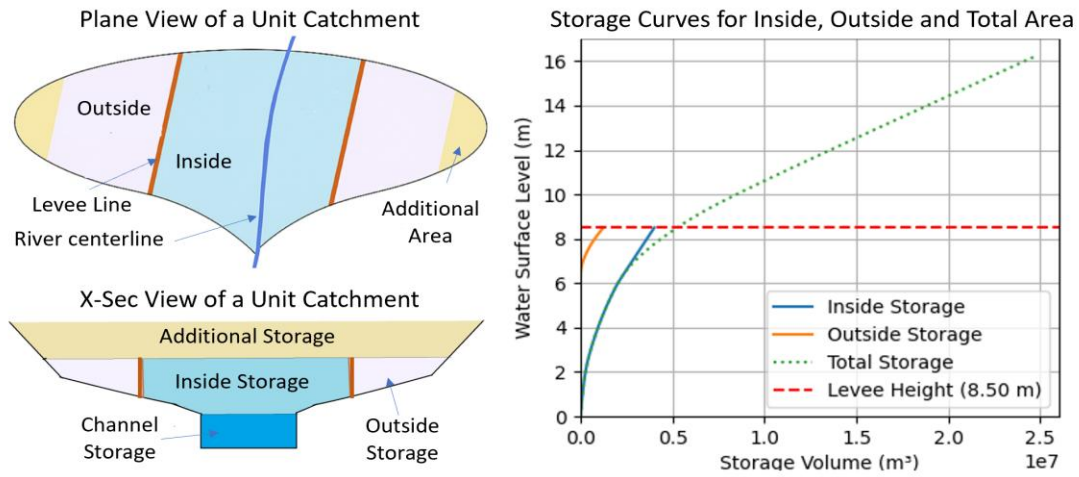 Plane View of a Unit Catchment
Outside
Inside
Levee Line
River centerline
Additional
Area
X-Sec View of a Unit Catchment
Additional Storage
Inside Storage
Channel
Storage
Outside
Storage
Storage Curves for Inside, Outside and Total Area
Water Surface Level (m)
16
14
12
10
8
6
4
2
0
Inside Storage
Outside Storage
Total Storage
Levee Height (8.50 m)
0.0 0.5 1.0 1.5 2.0 2.5
1e7
Storage Volume (m³)